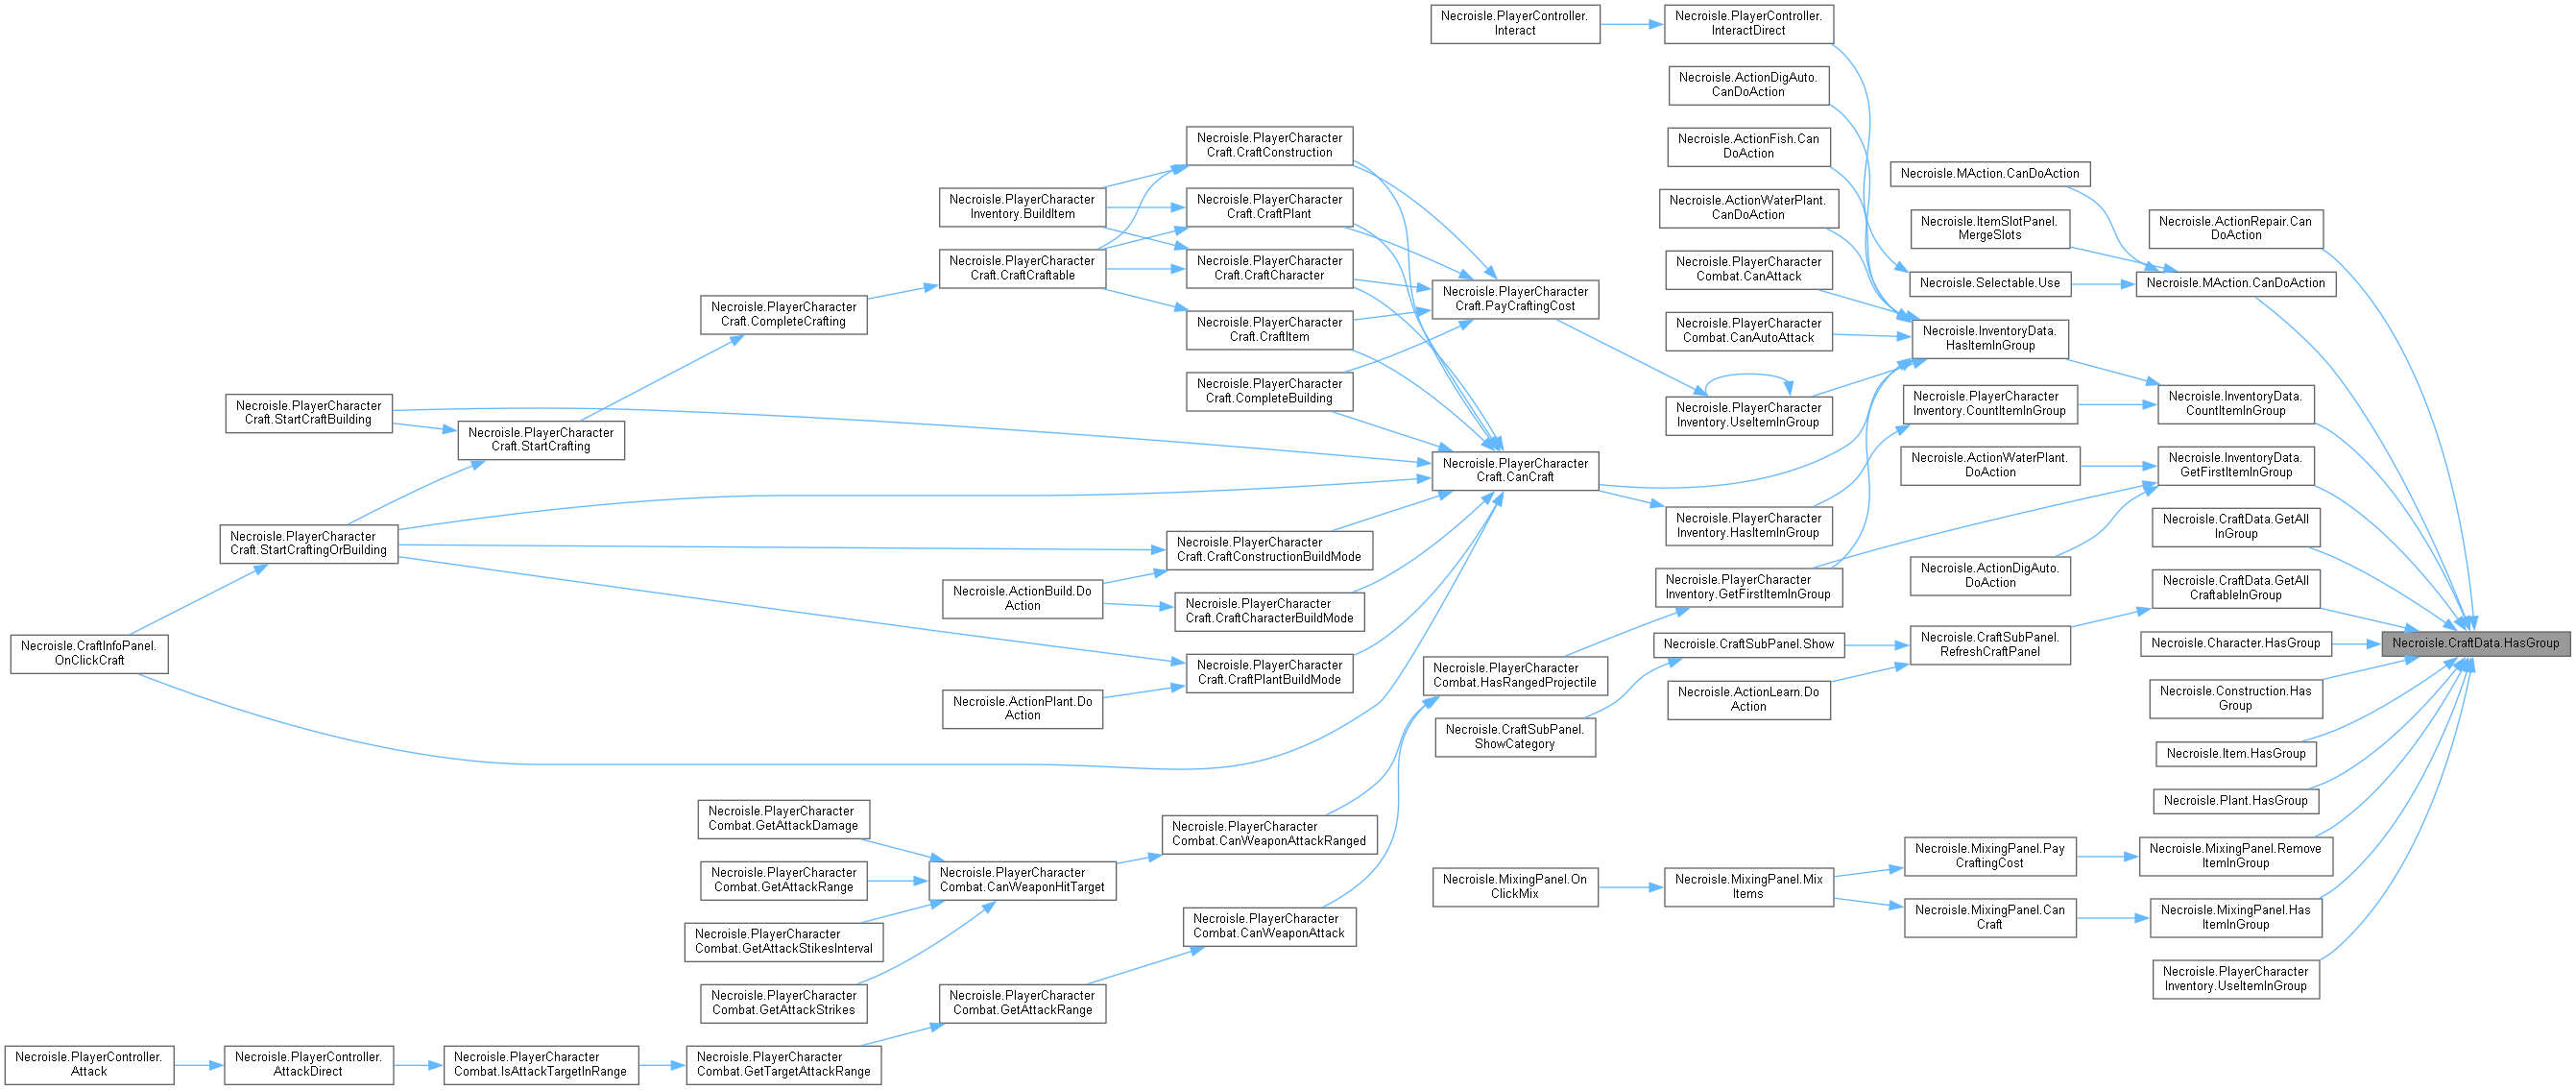 Necroisle.PlayerController.
Interact
Necroisle.PlayerController.
InteractDirect
Necroisle.ActionDigAuto.
CanDoAction
Necroisle.ActionFish.Can
DoAction
Necroisle.ActionWaterPlant.
CanDoAction
Necroisle.PlayerCharacter
Combat.CanAttack
Necroisle.PlayerCharacter
Combat.CanAutoAttack
Necroisle.MAction.CanDoAction
Necroisle.ItemSlotPanel.
MergeSlots
Necroisle.Selectable.Use
Necroisle.ActionRepair.Can
DoAction
Necroisle.MAction.CanDoAction
Necroisle.InventoryData.
HasItemInGroup
Necroisle.PlayerCharacter
Inventory.CountItemInGroup
Necroisle.InventoryData.
CountItemInGroup
Necroisle.ActionWaterPlant.
DoAction
Necroisle.InventoryData.
GetFirstItemInGroup
Necroisle.CraftData.GetAll
InGroup
Necroisle.ActionDigAuto.
DoAction
Necroisle.CraftData.GetAll
CraftableInGroup
Necroisle.CraftSubPanel.
RefreshCraftPanel
Necroisle.Character.HasGroup
Necroisle.CraftData.HasGroup
Necroisle.Construction.Has
Group
Necroisle.Item.HasGroup
Necroisle.Plant.HasGroup
Necroisle.MixingPanel.Remove
ItemInGroup
Necroisle.MixingPanel.Has
ItemInGroup
Necroisle.PlayerCharacter
Inventory.UseItemInGroup
Necroisle.MixingPanel.Pay
CraftingCost
Necroisle.MixingPanel.Can
Craft
Necroisle.MixingPanel.Mix
Items
Necroisle.MixingPanel.On
ClickMix
Necroisle.PlayerCharacter
Craft.CraftConstruction
Necroisle.PlayerCharacter
Craft.CraftPlant
Necroisle.PlayerCharacter
Craft.CraftCharacter
Necroisle.PlayerCharacter
Craft.CraftItem
Necroisle.PlayerCharacter
Craft.CompleteBuilding
Necroisle.PlayerCharacter
Inventory.BuildItem
Necroisle.PlayerCharacter
Craft.CraftCraftable
Necroisle.PlayerCharacter
Craft.CompleteCrafting
Necroisle.PlayerCharacter
Craft.PayCraftingCost
Necroisle.PlayerCharacter
Inventory.UseItemInGroup
Necroisle.PlayerCharacter
Craft.CanCraft
Necroisle.PlayerCharacter
Inventory.HasItemInGroup
Necroisle.PlayerCharacter
Inventory.GetFirstItemInGroup
Necroisle.CraftSubPanel.Show
Necroisle.ActionLearn.Do
Action
Necroisle.CraftSubPanel.
ShowCategory
Necroisle.PlayerCharacter
Combat.HasRangedProjectile
Necroisle.PlayerCharacter
Craft.StartCraftBuilding
Necroisle.PlayerCharacter
Craft.StartCrafting
Necroisle.PlayerCharacter
Craft.StartCraftingOrBuilding
Necroisle.CraftInfoPanel.
OnClickCraft
Necroisle.PlayerCharacter
Craft.CraftConstructionBuildMode
Necroisle.ActionBuild.Do
Action
Necroisle.PlayerCharacter
Craft.CraftCharacterBuildMode
Necroisle.PlayerCharacter
Craft.CraftPlantBuildMode
Necroisle.ActionPlant.Do
Action
Necroisle.PlayerCharacter
Combat.GetAttackDamage
Necroisle.PlayerCharacter
Combat.GetAttackRange
Necroisle.PlayerCharacter
Combat.GetAttackStikesInterval
Necroisle.PlayerCharacter
Combat.GetAttackStrikes
Necroisle.PlayerCharacter
Combat.CanWeaponHitTarget
Necroisle.PlayerCharacter
Combat.CanWeaponAttackRanged
Necroisle.PlayerCharacter
Combat.CanWeaponAttack
Necroisle.PlayerCharacter
Combat.GetAttackRange
Necroisle.PlayerCharacter
Combat.GetTargetAttackRange
Necroisle.PlayerCharacter
Combat.IsAttackTargetInRange
Necroisle.PlayerController.
AttackDirect
Necroisle.PlayerController.
Attack